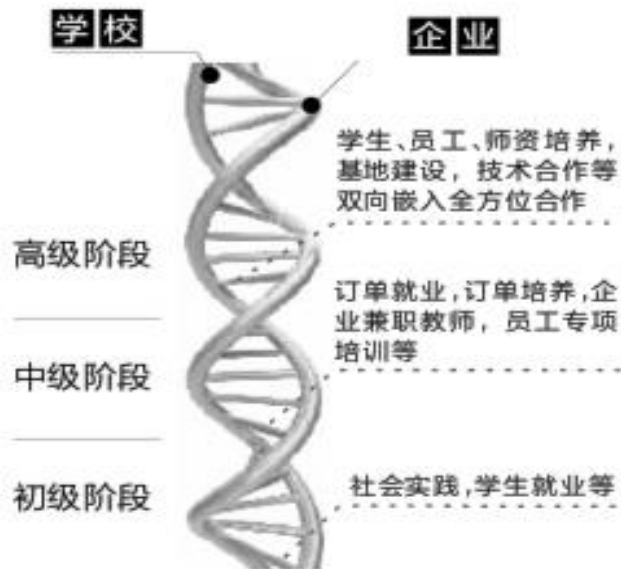 学校
企业
学生、员工、师资培养，
基地建设，技术合作等
双向嵌入全方位合作
高级阶段
订单就业，订单培养，企
业兼职教师，员工专项
培训等
中级阶段
社会实践，学生就业等
初级阶段